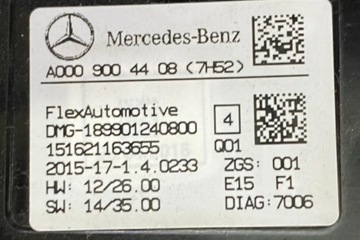 Mercedes-Benz
A000 900 44 08 (7H52)
FlexAutomotive
DMG-189901240800
4
151621163655
Q01
2015-17-1.4.0233
ZGS: 001
HW: 12/26.00
E15 F1
SW: 14/35.00
DIAG: 7006